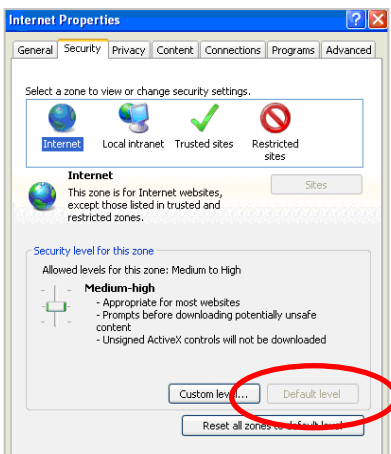 Internet Properties
General Security Privacy Content Connections Programs Advanced
Select a zone to view or change security settings.
Internet Local intranet Trusted sites Restricted
sites
Internet
Sites
This zone is for Internet websites,
except those listed in trusted and
restricted zones.
Security level for this zone
Allowed levels for this zone: Medium to High
Medium-high
- Appropriate for most websites
- Prompts before downloading potentially unsafe
content
- Unsigned ActiveX controls will not be downloaded
Custom level... Default level
Reset all zones to default level